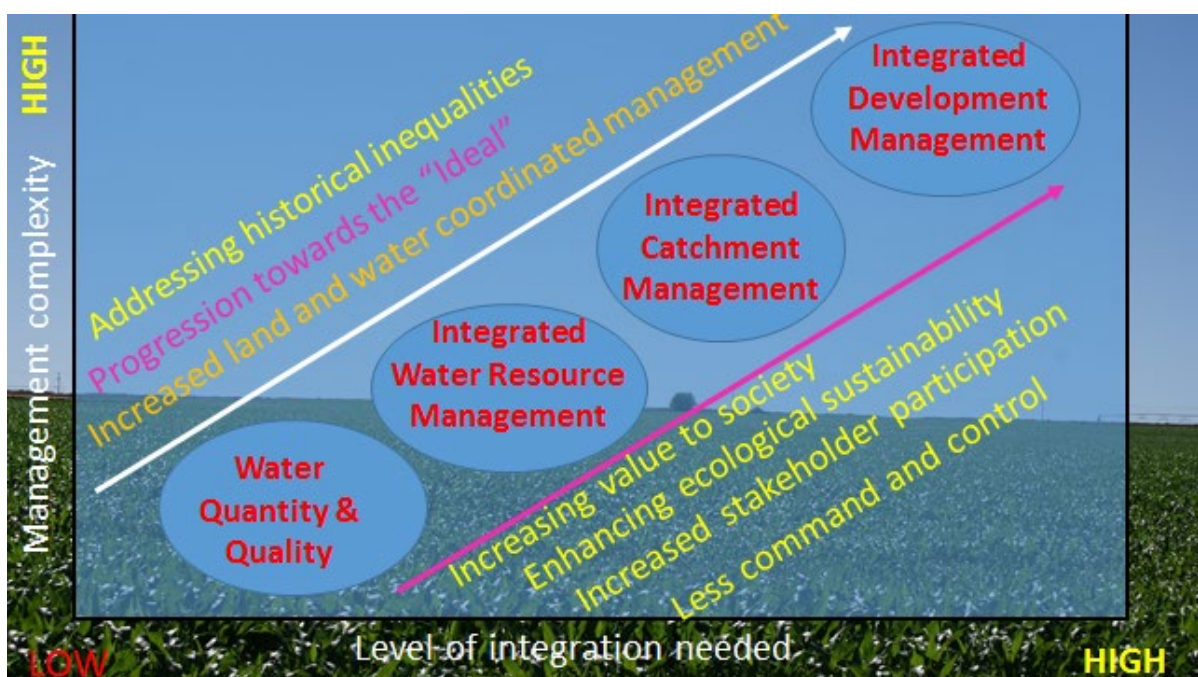 HIGH
Management complexity
Addressing historical inequalities
Progression towards the “Ideal”
Increased land and water coordinated management
Integrated
Development
Management
Integrated
Catchment
Management
Integrated
Water Resource
Management
Water
Quantity &
Quality
Increasing value to society
Enhancing ecological sustainability
Increased stakeholder participation
Less command and control
LOW
Level of integration needed
HIGH